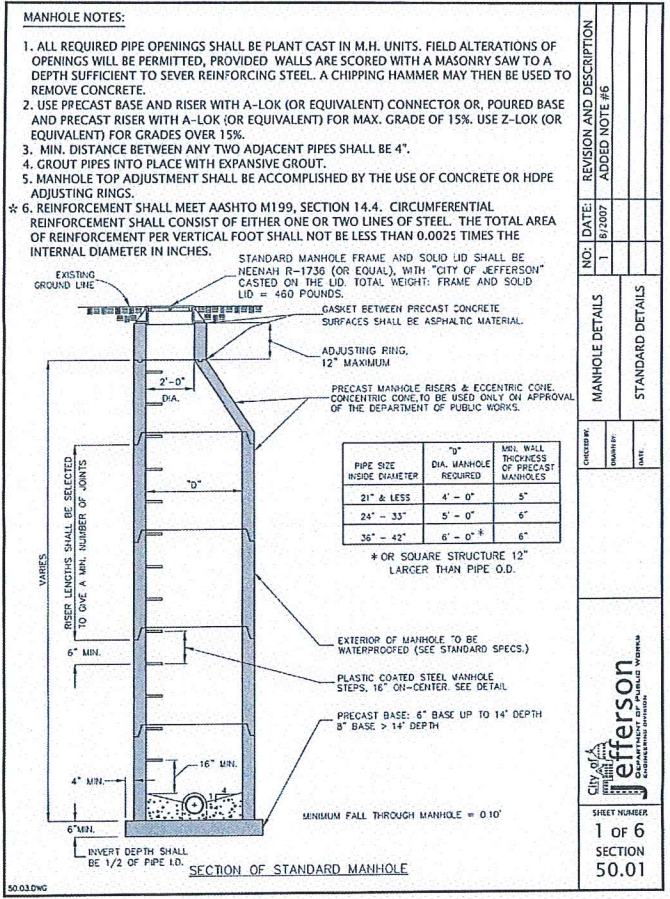 MANHOLE NOTES:
1. ALL REQUIRED PIPE OPENINGS SHALL BE PLANT CAST IN M.H. UNITS. FIELD ALTERATIONS OF
OPENINGS WILL BE PERMITTED, PROVIDED WALLS ARE SCORED WITH A MASONRY SAW TO A
DEPTH SUFFICIENT TO SEVER REINFORCING STEEL. A CHIPPING HAMMER MAY THEN BE USED TO
REMOVE CONCRETE.
2. USE PRECAST BASE AND RISER WITH A-LOK (OR EQUIVALENT) CONNECTOR OR, POURED BASE
AND PRECAST RISER WITH A-LOK (OR EQUIVALENT) FOR MAX. GRADE OF 15%. USE Z-LOK (OR
EQUIVALENT) FOR GRADES OVER 15%.
3. MIN. DISTANCE BETWEEN ANY TWO ADJACENT PIPES SHALL BE 4".
4. GROUT PIPES INTO PLACE WITH EXPANSIVE GROUT.
5. MANHOLE TOP ADJUSTMENT SHALL BE ACCOMPLISHED BY THE USE OF CONCRETE OR HDPE
ADJUSTING RINGS.
* 6. REINFORCEMENT SHALL MEET AASHTO M199, SECTION 14.4. CIRCUMFERENTIAL
REINFORCEMENT SHALL CONSIST OF EITHER ONE OR TWO LINES OF STEEL. THE TOTAL AREA
OF REINFORCEMENT PER VERTICAL FOOT SHALL NOT BE LESS THAN 0.0025 TIMES THE
INTERNAL DIAMETER IN INCHES.
STANDARD MANHOLE FRAME AND SOLID LID SHALL BE
NEENAH R-1736 (OR EQUAL), WITH "CITY OF JEFFERSON"
CASTED ON THE LID. TOTAL WEIGHT: FRAME AND SOLID
LID = 460 POUNDS.
EXISTING
GROUND LINE
GASKET BETWEEN PRECAST CONCRETE
SURFACES SHALL BE ASPHALTIC MATERIAL.
ADJUSTING RING,
12" MAXIMUM
2'-0"
DIA.
PRECAST MANHOLE RISERS & ECCENTRIC CONE.
CONCENTRIC CONE, TO BE USED ONLY ON APPROVAL
OF THE DEPARTMENT OF PUBLIC WORKS.
PIPE SIZE
INSIDE DIAMETER
"D"
DIA. MANHOLE
REQUIRED
MIN. WALL
THICKNESS
OF PRECAST
MANHOLES
21" & LESS 4' - 0" 5"
24" - 33" 5' - 0" 6"
36" - 42" 6' - 0" * 6"
* OR SQUARE STRUCTURE 12"
LARGER THAN PIPE O.D.
"D"
VARIES
RISER LENGTHS SHALL BE SELECTED
TO GIVE A MIN. NUMBER OF JOINTS
6" MIN.
EXTERIOR OF MANHOLE TO BE
WATERPROOFED (SEE STANDARD SPECS.)
PLASTIC COATED STEEL MANHOLE
STEPS, 16" ON-CENTER. SEE DETAIL
PRECAST BASE: 6" BASE UP TO 14' DEPTH
8" BASE > 14' DEPTH
16" MIN.
4" MIN.
1 4
6"MIN.
MINIMUM FALL THROUGH MANHOLE = 0.10'
INVERT DEPTH SHALL
BE 1/2 OF PIPE I.D.
SECTION OF STANDARD MANHOLE
50.03.DWG
NO: DATE: REVISION AND DESCRIPTION
1 8/2007 ADDED NOTE #6
MANHOLE DETAILS
STANDARD DETAILS
CHECKED BY:
DRAWN BY:
DATE:
City of
Jefferson
DEPARTMENT OF PUBLIC WORKS
ENGINEERING DIVISION
SHEET NUMBER
1 OF 6
SECTION
50.01